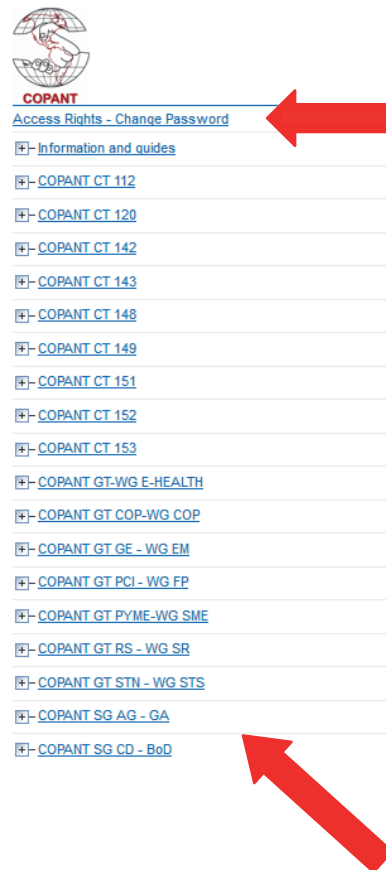 COPANT
Access Rights - Change Password
Information and guides
COPANT CT 112
COPANT CT 120
COPANT CT 142
COPANT CT 143
COPANT CT 148
COPANT CT 149
COPANT CT 151
COPANT CT 152
COPANT CT 153
COPANT GT-WG E-HEALTH
COPANT GT COP-WG COP
COPANT GT GE - WG EM
COPANT GT PCI - WG FP
COPANT GT PYME-WG SME
COPANT GT RS - WG SR
COPANT GT STN - WG STS
COPANT SG AG - GA
COPANT SG CD - BoD